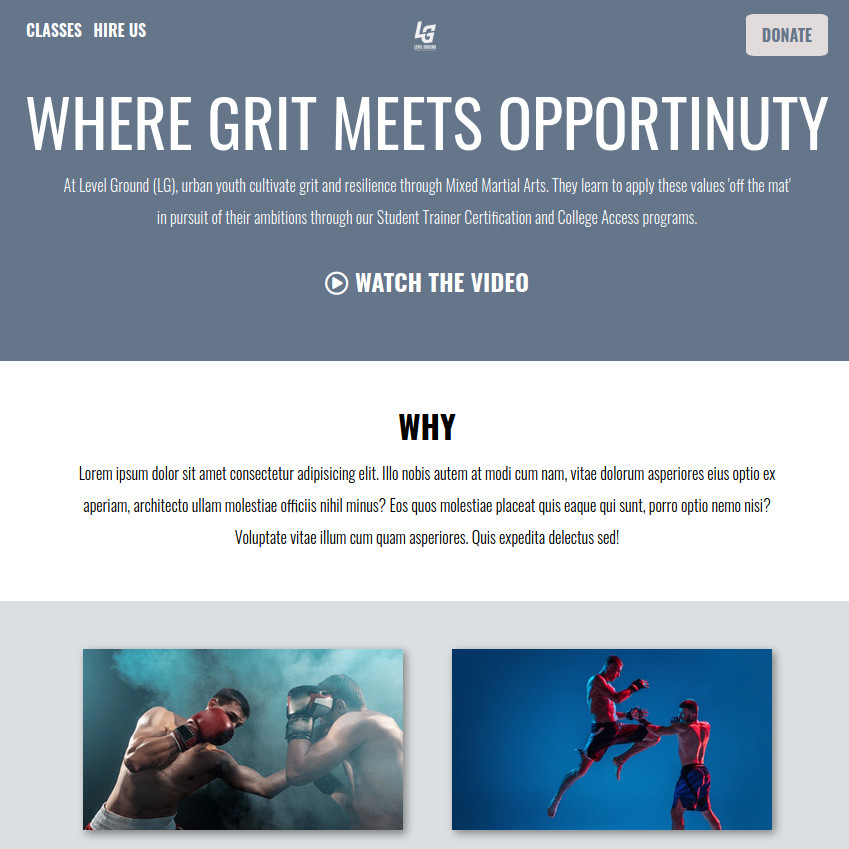 CLASSES HIRE US
LG
LEVEL GROUND
DONATE
WHERE GRIT MEETS OPPORTINUTY
At Level Ground (LG), urban youth cultivate grit and resilience through Mixed Martial Arts. They learn to apply these values 'off the mat'
in pursuit of their ambitions through our Student Trainer Certification and College Access programs.
WATCH THE VIDEO
WHY
Lorem ipsum dolor sit amet consectetur adipisicing elit. Illo nobis autem at modi cum nam, vitae dolorum asperiores eius optio ex
aperiam, architecto ullam molestiae officiis nihil minus? Eos quos molestiae placeat quis eaque qui sunt, porro optio nemo nisi?
Voluptate vitae illum cum quam asperiores. Quis expedita delectus sed!